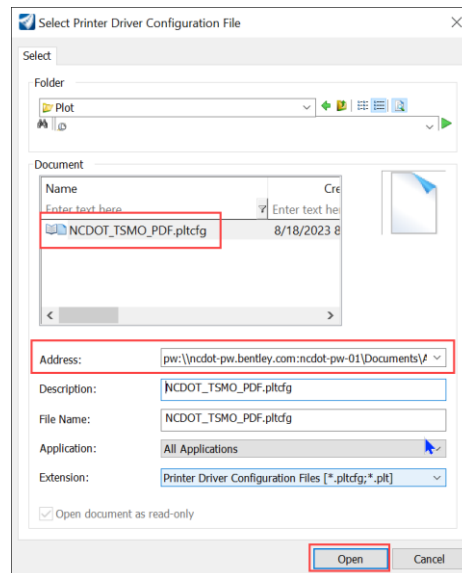 Select Printer Driver Configuration File
Select
Folder
Plot
Document
Name Cre
Enter text here Enter text he
NCDOT_TSMO_PDF.pltcfg 8/18/2023 8
Address: pw:\\ncdot-pw.bentley.com:ncdot-pw-01\Documents\A
Description: NCDOT_TSMO_PDF.pltcfg
File Name: NCDOT_TSMO_PDF.pltcfg
Application: All Applications
Extension: Printer Driver Configuration Files [*.pltcfg;*.plt]
Open document as read-only
Open Cancel